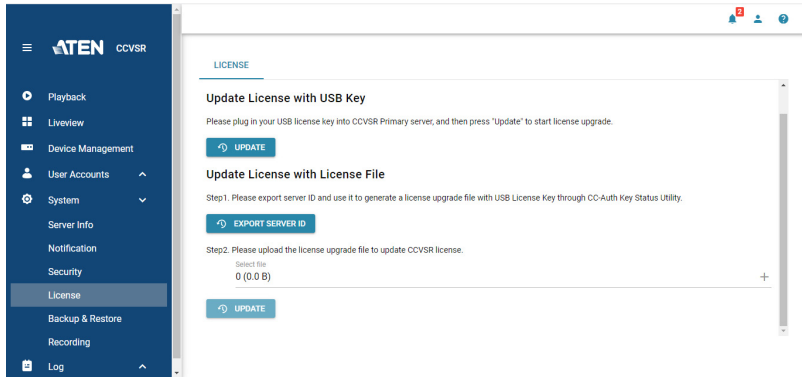 2
ATEN CCVSR
LICENSE
Playback
Liveview
Device Management
User Accounts
System
Server Info
Notification
Security
License
Backup & Restore
Recording
Log
Update License with USB Key
Please plug in your USB license key into CCVSR Primary server, and then press "Update" to start license upgrade.
UPDATE
Update License with License File
Step1. Please export server ID and use it to generate a license upgrade file with USB License Key through CC-Auth Key Status Utility.
EXPORT SERVER ID
Step2. Please upload the license upgrade file to update CCVSR license.
Select file
0 (0.0 B)
UPDATE